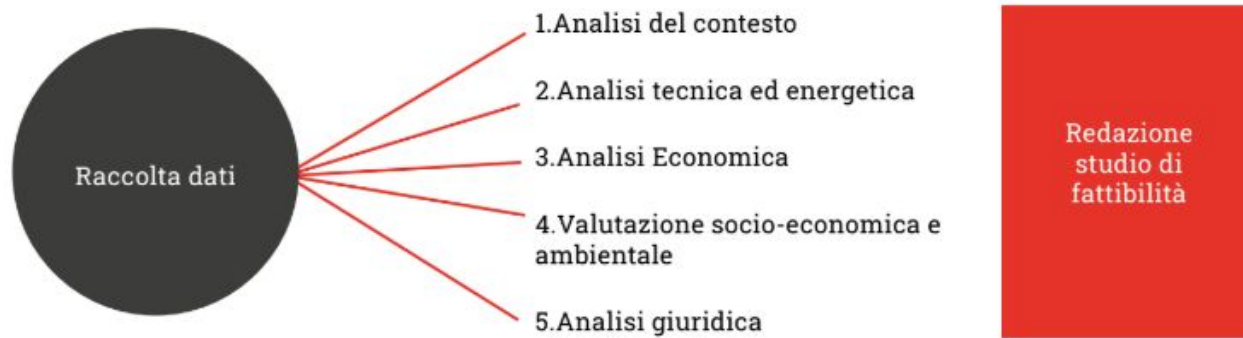 Raccolta dati
1.Analisi del contesto
2.Analisi tecnica ed energetica
3.Analisi Economica
4.Valutazione socio-economica e
ambientale
5.Analisi giuridica
Redazione
studio di
fattibilità